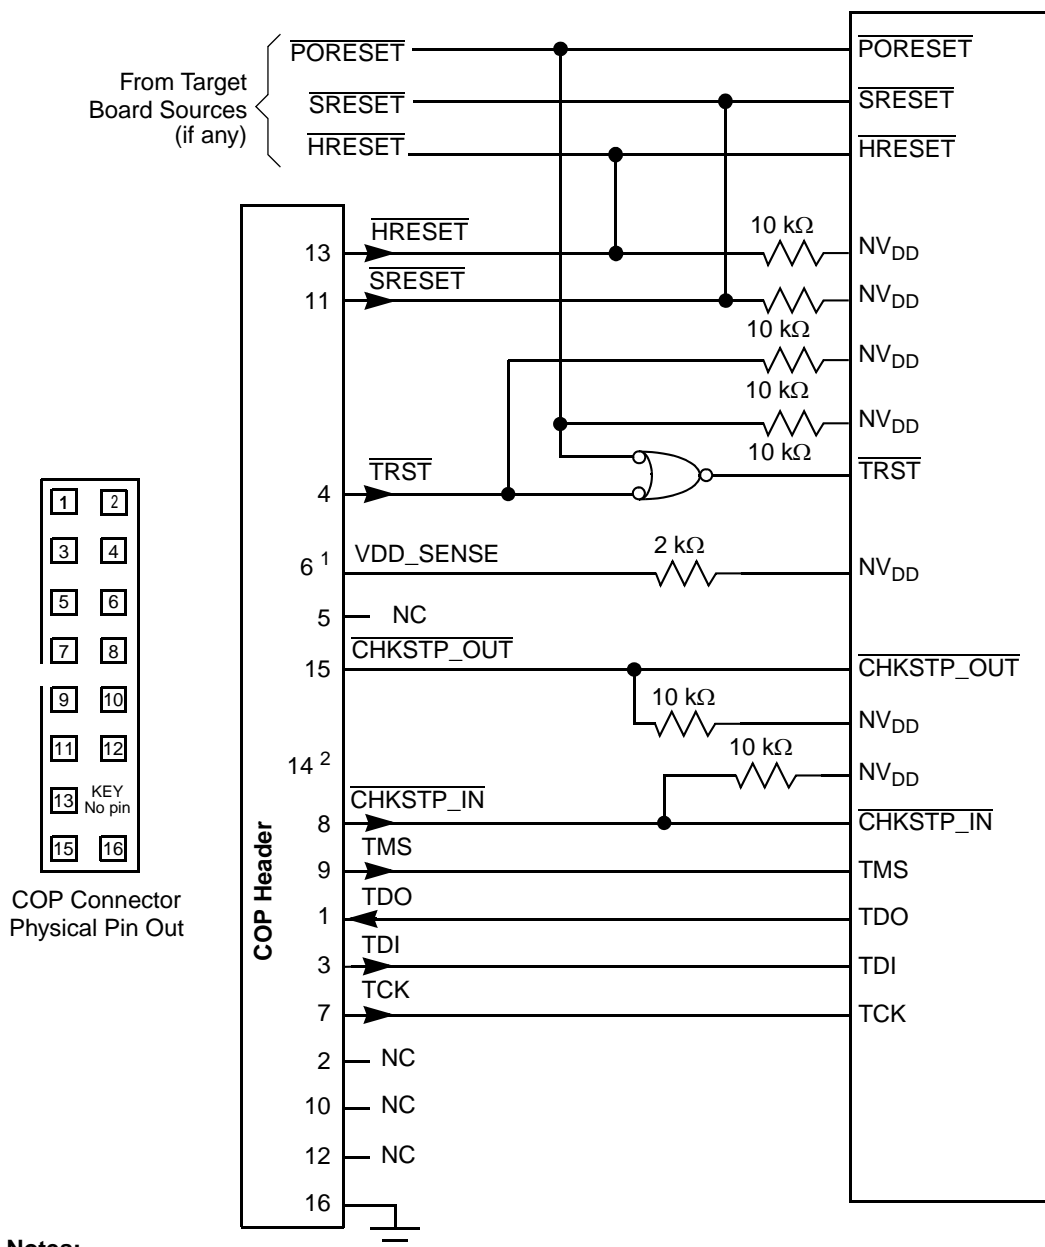 PORESET
PORESET
From Target
Board Sources
(if any)
SRESET
SRESET
HRESET
HRESET
13
HRESET
10 kΩ
NVDD
11
SRESET
10 kΩ
NVDD
10 kΩ
NVDD
10 kΩ
NVDD
4
TRST
TRST
6 1
VDD_SENSE
2 kΩ
NVDD
5
NC
15
CHKSTP_OUT
CHKSTP_OUT
10 kΩ
NVDD
14 2
10 kΩ
NVDD
8
CHKSTP_IN
CHKSTP_IN
9
TMS
TMS
1
TDO
TDO
3
TDI
TDI
7
TCK
TCK
2
NC
10
NC
12
NC
16
COP Header
1 2
3 4
5 6
7 8
9 10
11 12
13 KEY
No pin
15 16
COP Connector
Physical Pin Out
Notes: